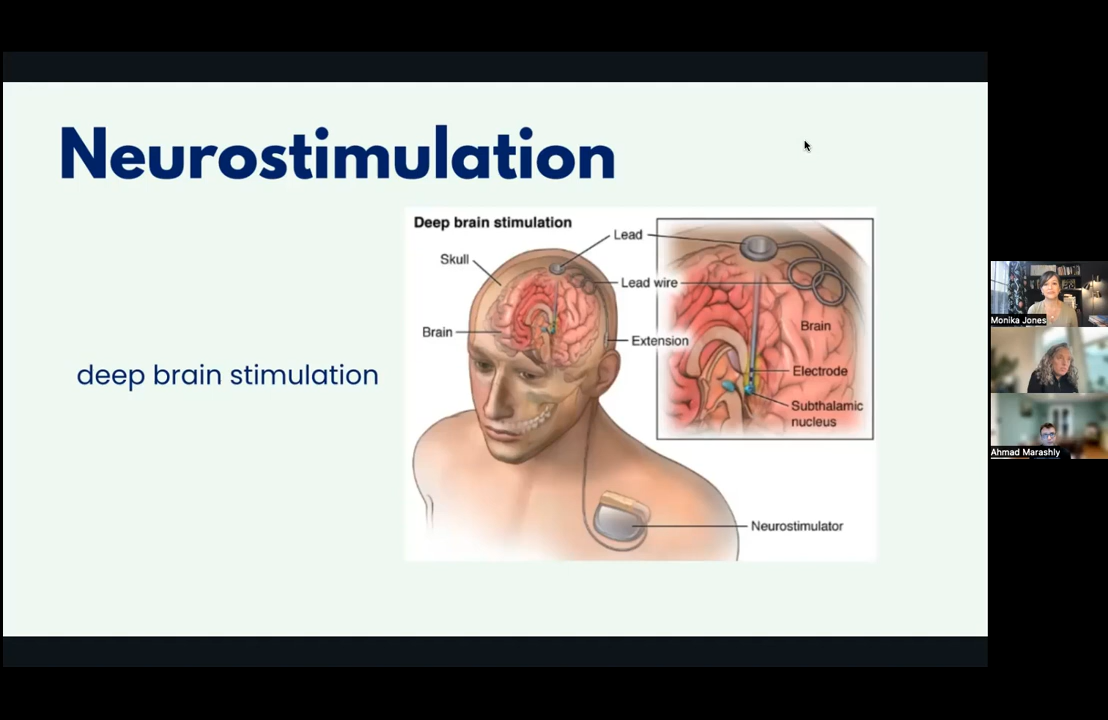 Neurostimulation
deep brain stimulation
Deep brain stimulation
Lead
Skull
Lead wire
Brain
Extension
Brain
Electrode
Subthalamic
nucleus
Neurostimulator
Monika Jones
Ahmad Marashly